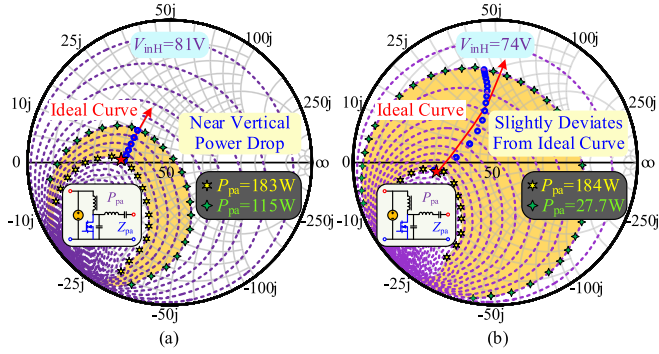 50j
25j
V_inH=81V
100j
10j
250j
Ideal Curve
Near Vertical
Power Drop
0
50
∞
P_pa
P_pa=183W
P_pa=115W
-10j
Z_pa
-25j
-100j
-50j
(a)
50j
25j
V_inH=74V
100j
10j
250j
Ideal Curve
Slightly Deviates
From Ideal Curve
0
50
∞
P_pa
P_pa=184W
P_pa=27.7W
-10j
Z_pa
-25j
-100j
-50j
(b)